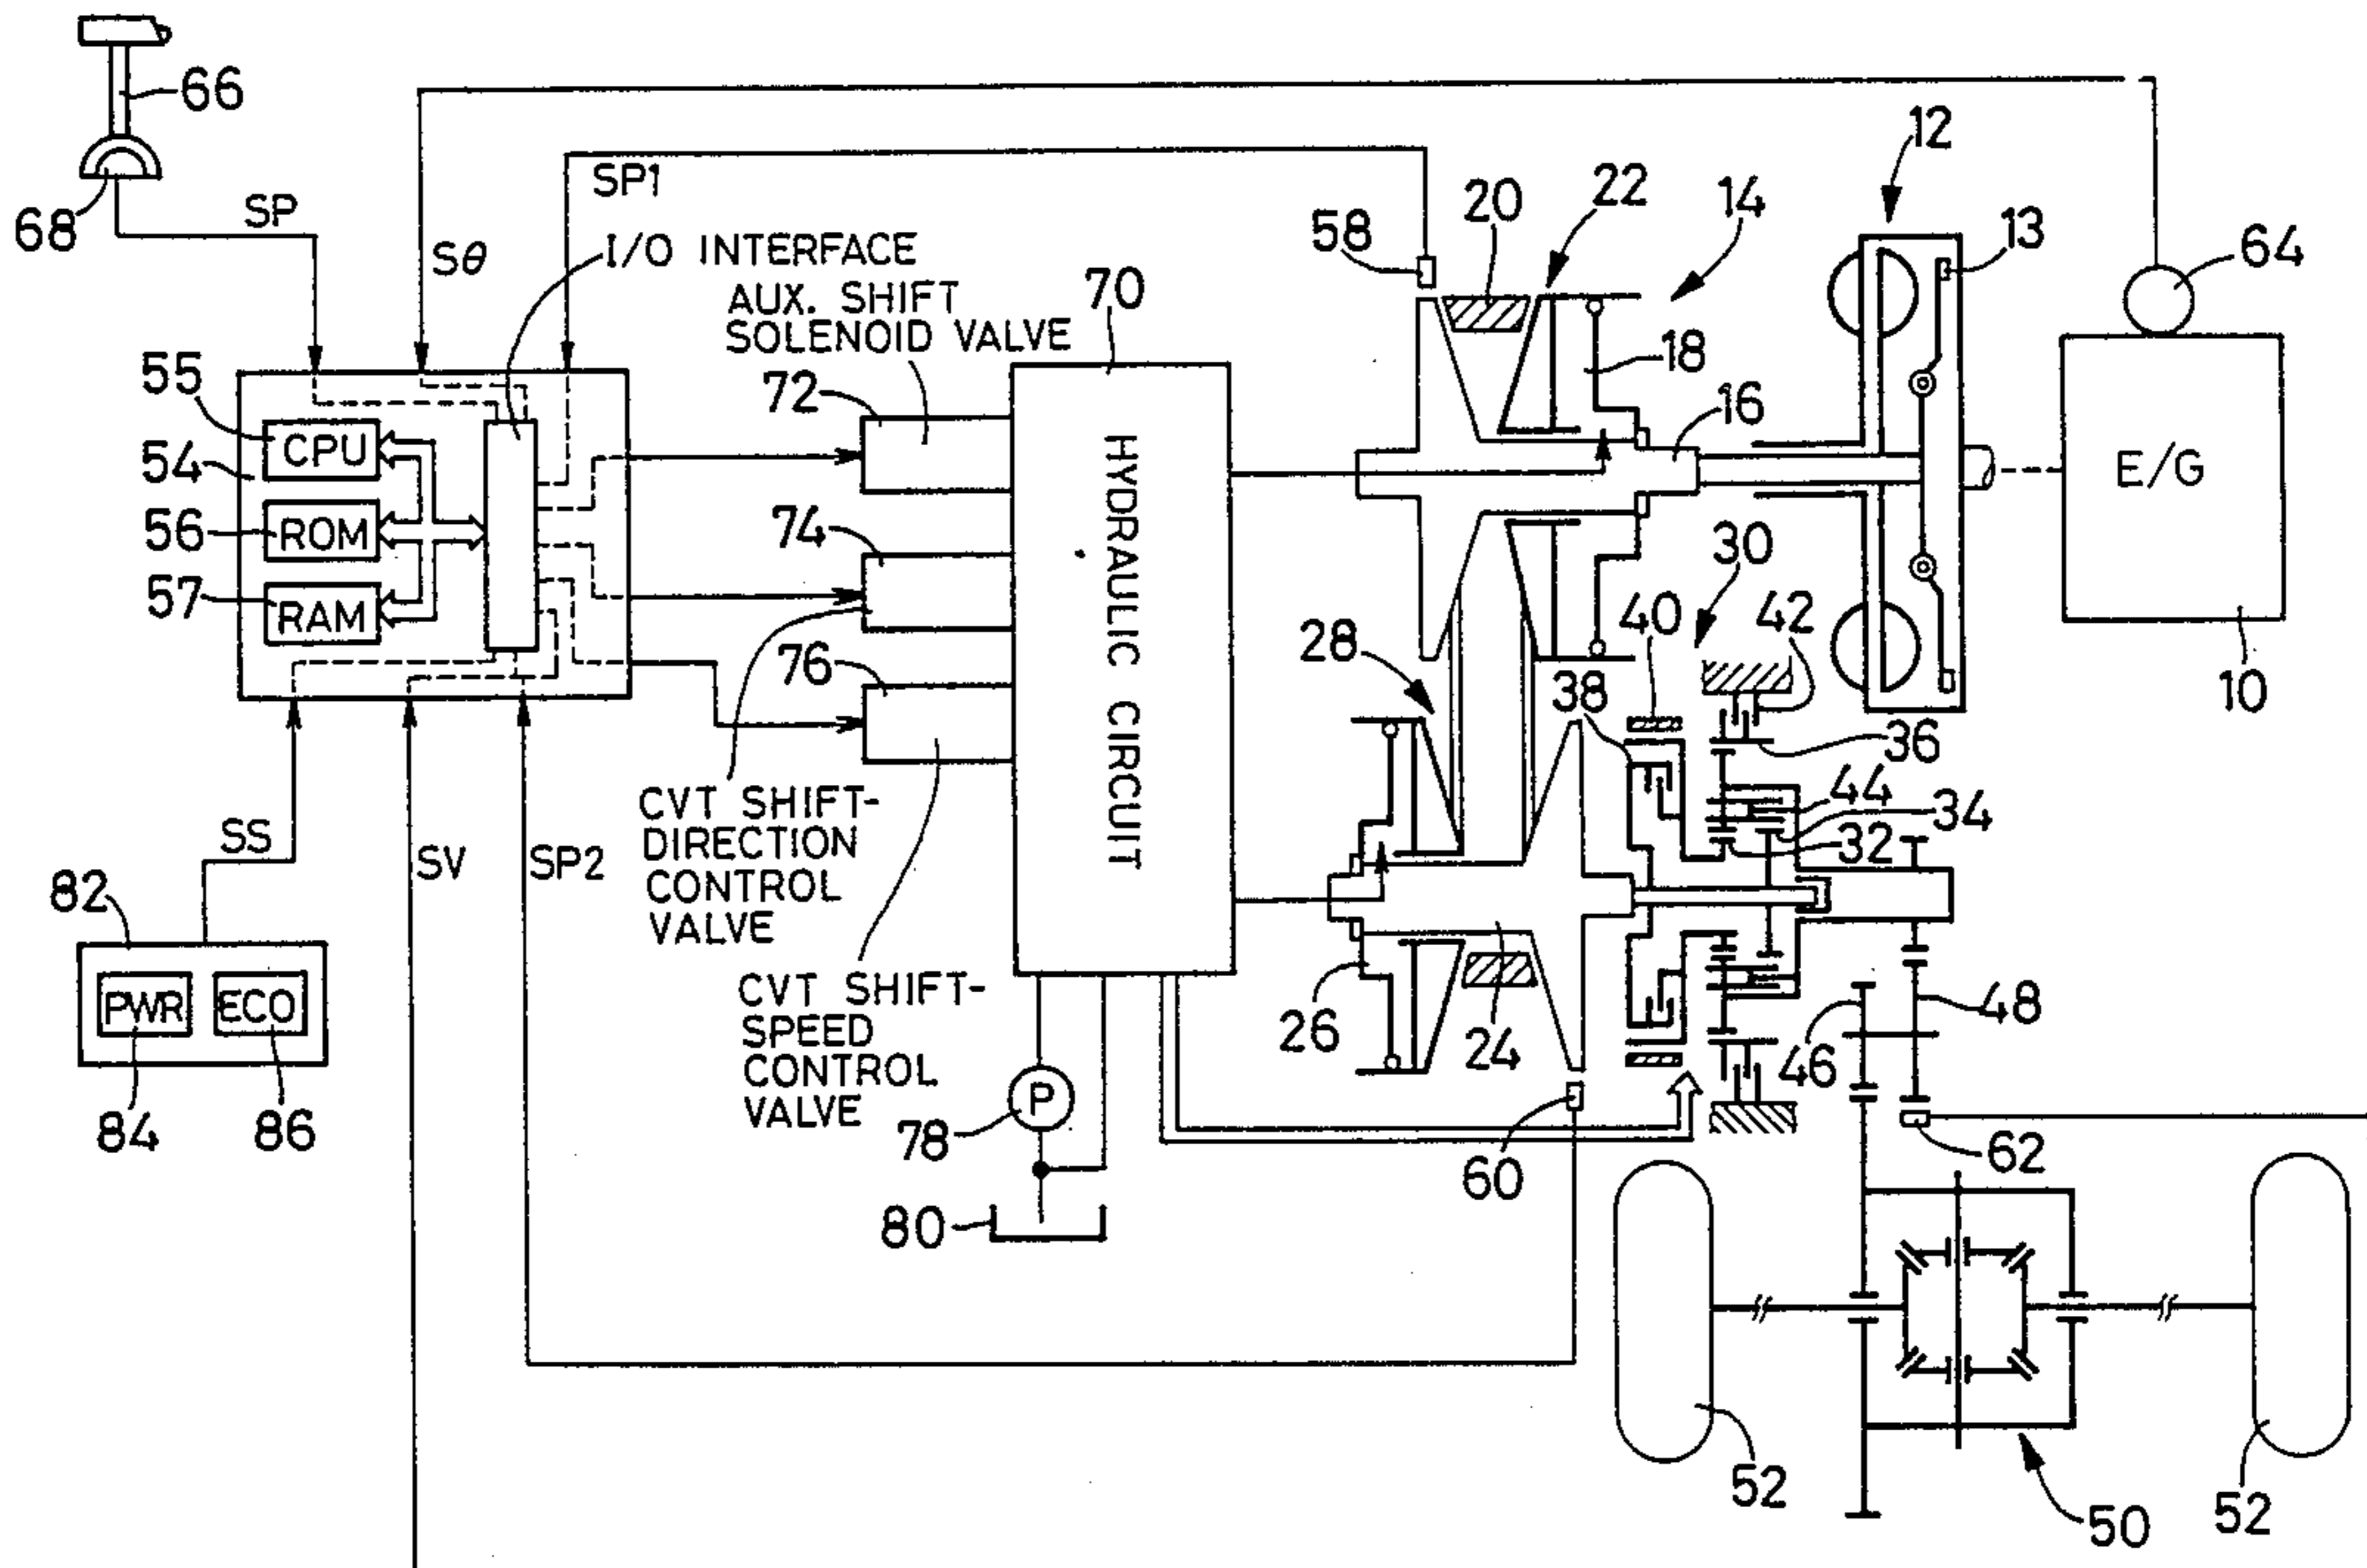 66
12
SP1
20
22
14
58
13
64
68
SP
Sθ
I/O INTERFACE
AUX. SHIFT
SOLENOID VALVE
70
18
55
72
16
CPU
54
E/G
74
30
56
ROM
HYDRAULIC CIRCUIT
40
42
57
RAM
28
76
38
10
36
CVT SHIFT-
DIRECTION
CONTROL
VALVE
44
34
32
SS
SV
SP2
82
CVT SHIFT-
SPEED
CONTROL
VALVE
PWR
ECO
26
24
48
46
84
86
78
P
60
62
80
52
50
52